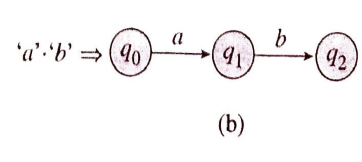 ‘a’·‘b’ ⇒ q₀ a q₁ b q₂
(b)